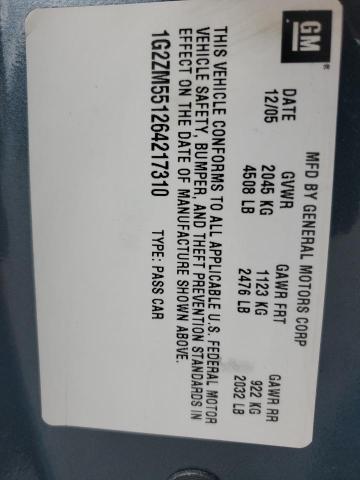 GM®
MFD BY GENERAL MOTORS CORP
DATE GVWR GAWR FRT GAWR RR
12/05 2045 KG 1123 KG 922 KG
4508 LB 2476 LB 2032 LB
THIS VEHICLE CONFORMS TO ALL APPLICABLE U.S. FEDERAL MOTOR
VEHICLE SAFETY, BUMPER, AND THEFT PREVENTION STANDARDS IN
EFFECT ON THE DATE OF MANUFACTURE SHOWN ABOVE.
1G2ZM551264217310 TYPE: PASS CAR